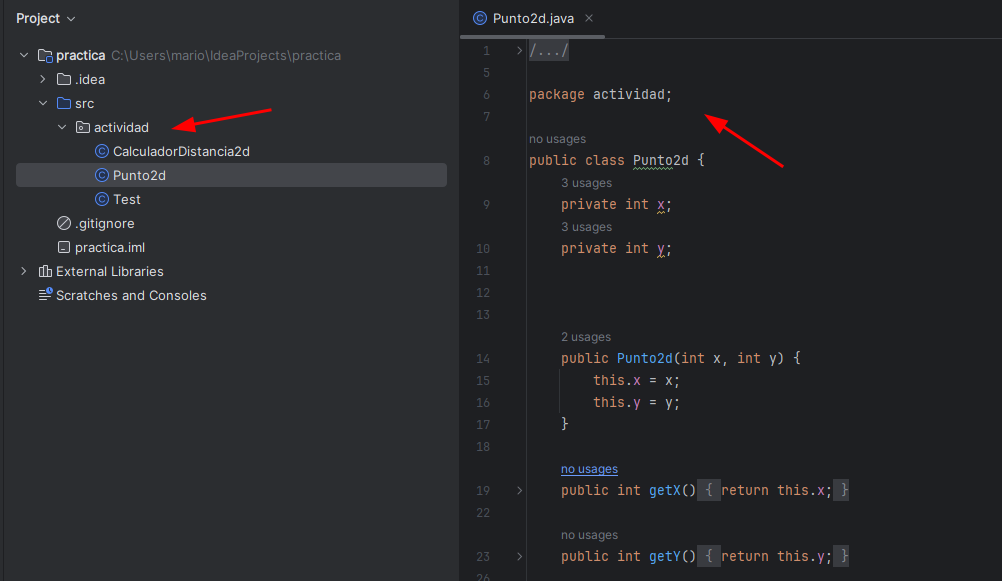 Project
practica C:\Users\mario\IdeaProjects\practica
.idea
src
actividad
CalculadorDistancia2d
Punto2d
Test
.gitignore
practica.iml
External Libraries
Scratches and Consoles
Punto2d.java
1 /.../
5
6 package actividad;
7
no usages
8 public class Punto2d {
3 usages
9 private int x;
3 usages
10 private int y;
11
12
13
2 usages
14 public Punto2d(int x, int y) {
15 this.x = x;
16 this.y = y;
17 }
18
no usages
19 public int getX() { return this.x; }
22
no usages
23 public int getY() { return this.y; }
26